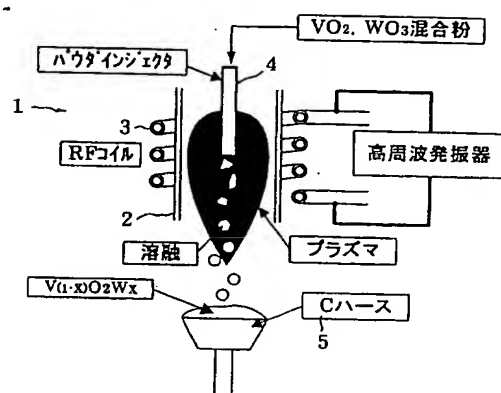 VO2, WO3混合粉
パウダインジェクタ
4
1
3
RFコイル
高周波発振器
2
溶融
プラズマ
V(1-x)O2Wx
Cハース
5